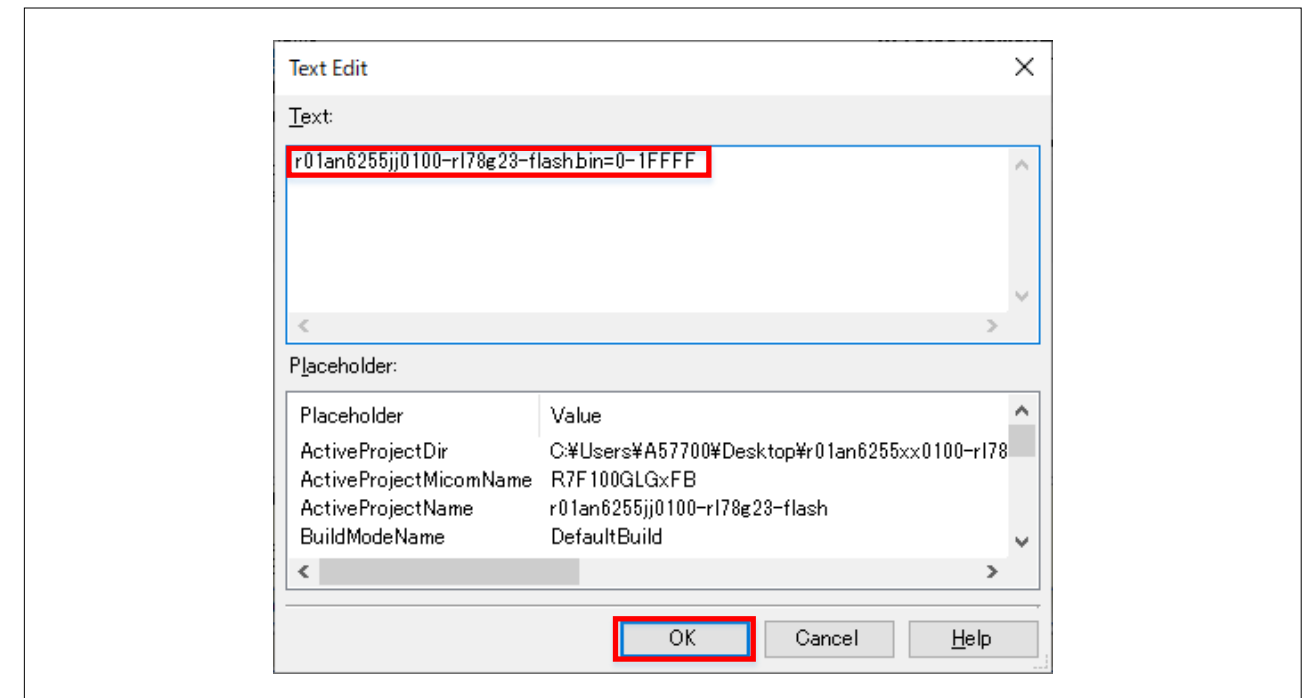 Text Edit
Text:
r01an6255jj0100-rl78g23-flash.bin=0-1FFFF
Placeholder:
Placeholder Value
ActiveProjectDir C:¥Users¥A57700¥Desktop¥r01an6255xx0100-rl78
ActiveProjectMicomName R7F100GLGxFB
ActiveProjectName r01an6255jj0100-rl78g23-flash
BuildModeName DefaultBuild
OK Cancel Help